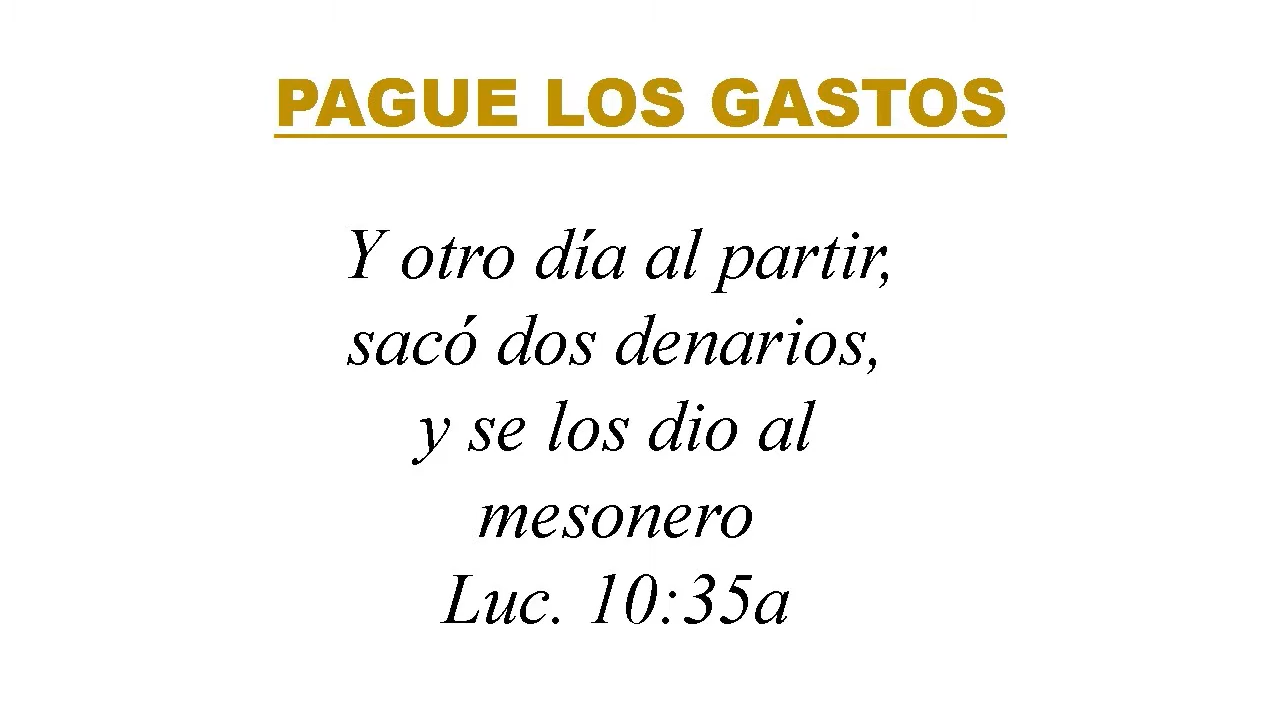 PAGUE LOS GASTOS
Y otro día al partir,
sacó dos denarios,
y se los dio al
mesonero
Luc. 10:35a